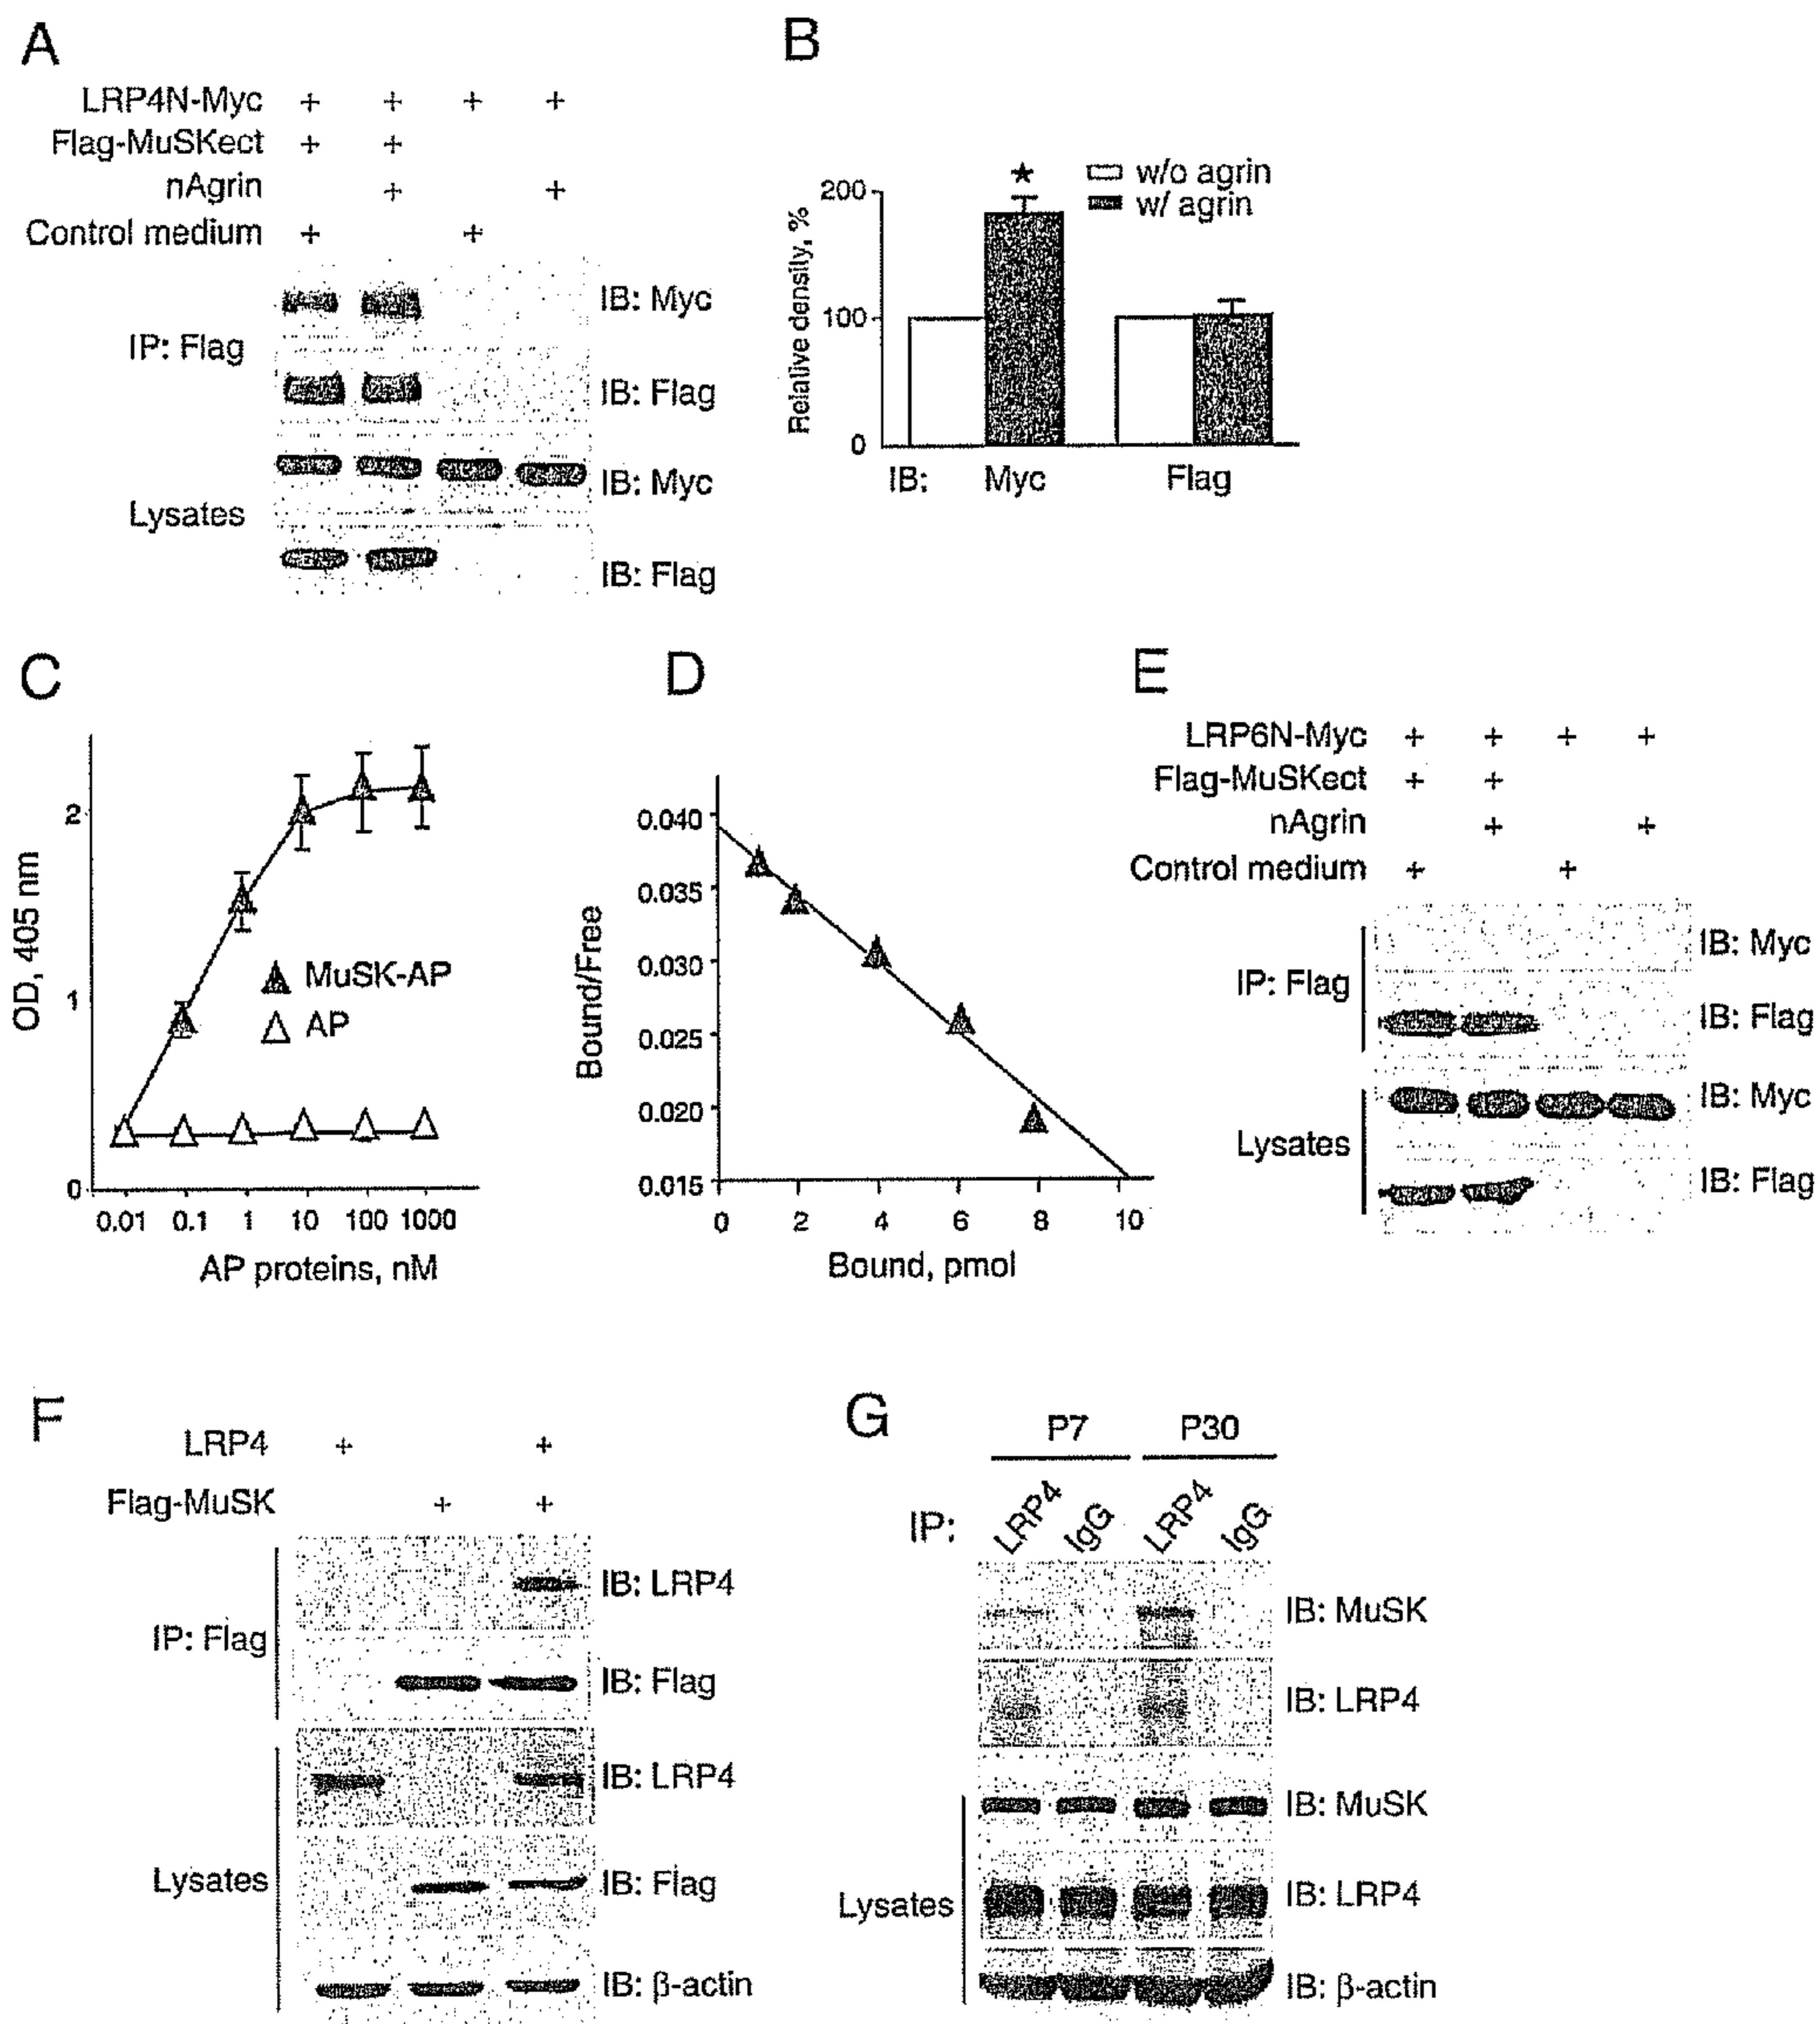 A
LRP4N-Myc + + + +
Flag-MuSKect + +
nAgrin + +
Control medium + +
IP: Flag
IB: Myc
IB: Flag
Lysates
IB: Myc
IB: Flag
B
★
w/o agrin
w/ agrin
Relative density, %
200
100
0
IB: Myc Flag
C
OD, 405 nm
2
1
0
MuSK-AP
AP
0.01 0.1 1 10 100 1000
AP proteins, nM
D
Bound/Free
0.040
0.035
0.030
0.025
0.020
0.015
0 2 4 6 8 10
Bound, pmol
E
LRP6N-Myc + + + +
Flag-MuSKect + +
nAgrin + +
Control medium + +
IP: Flag
IB: Myc
IB: Flag
Lysates
IB: Myc
IB: Flag
F
LRP4 + +
Flag-MuSK + +
IP: Flag
IB: LRP4
IB: Flag
Lysates
IB: LRP4
IB: Flag
IB: β-actin
G
P7 P30
IP: LRP4 IgG LRP4 IgG
IB: MuSK
IB: LRP4
Lysates
IB: MuSK
IB: LRP4
IB: β-actin